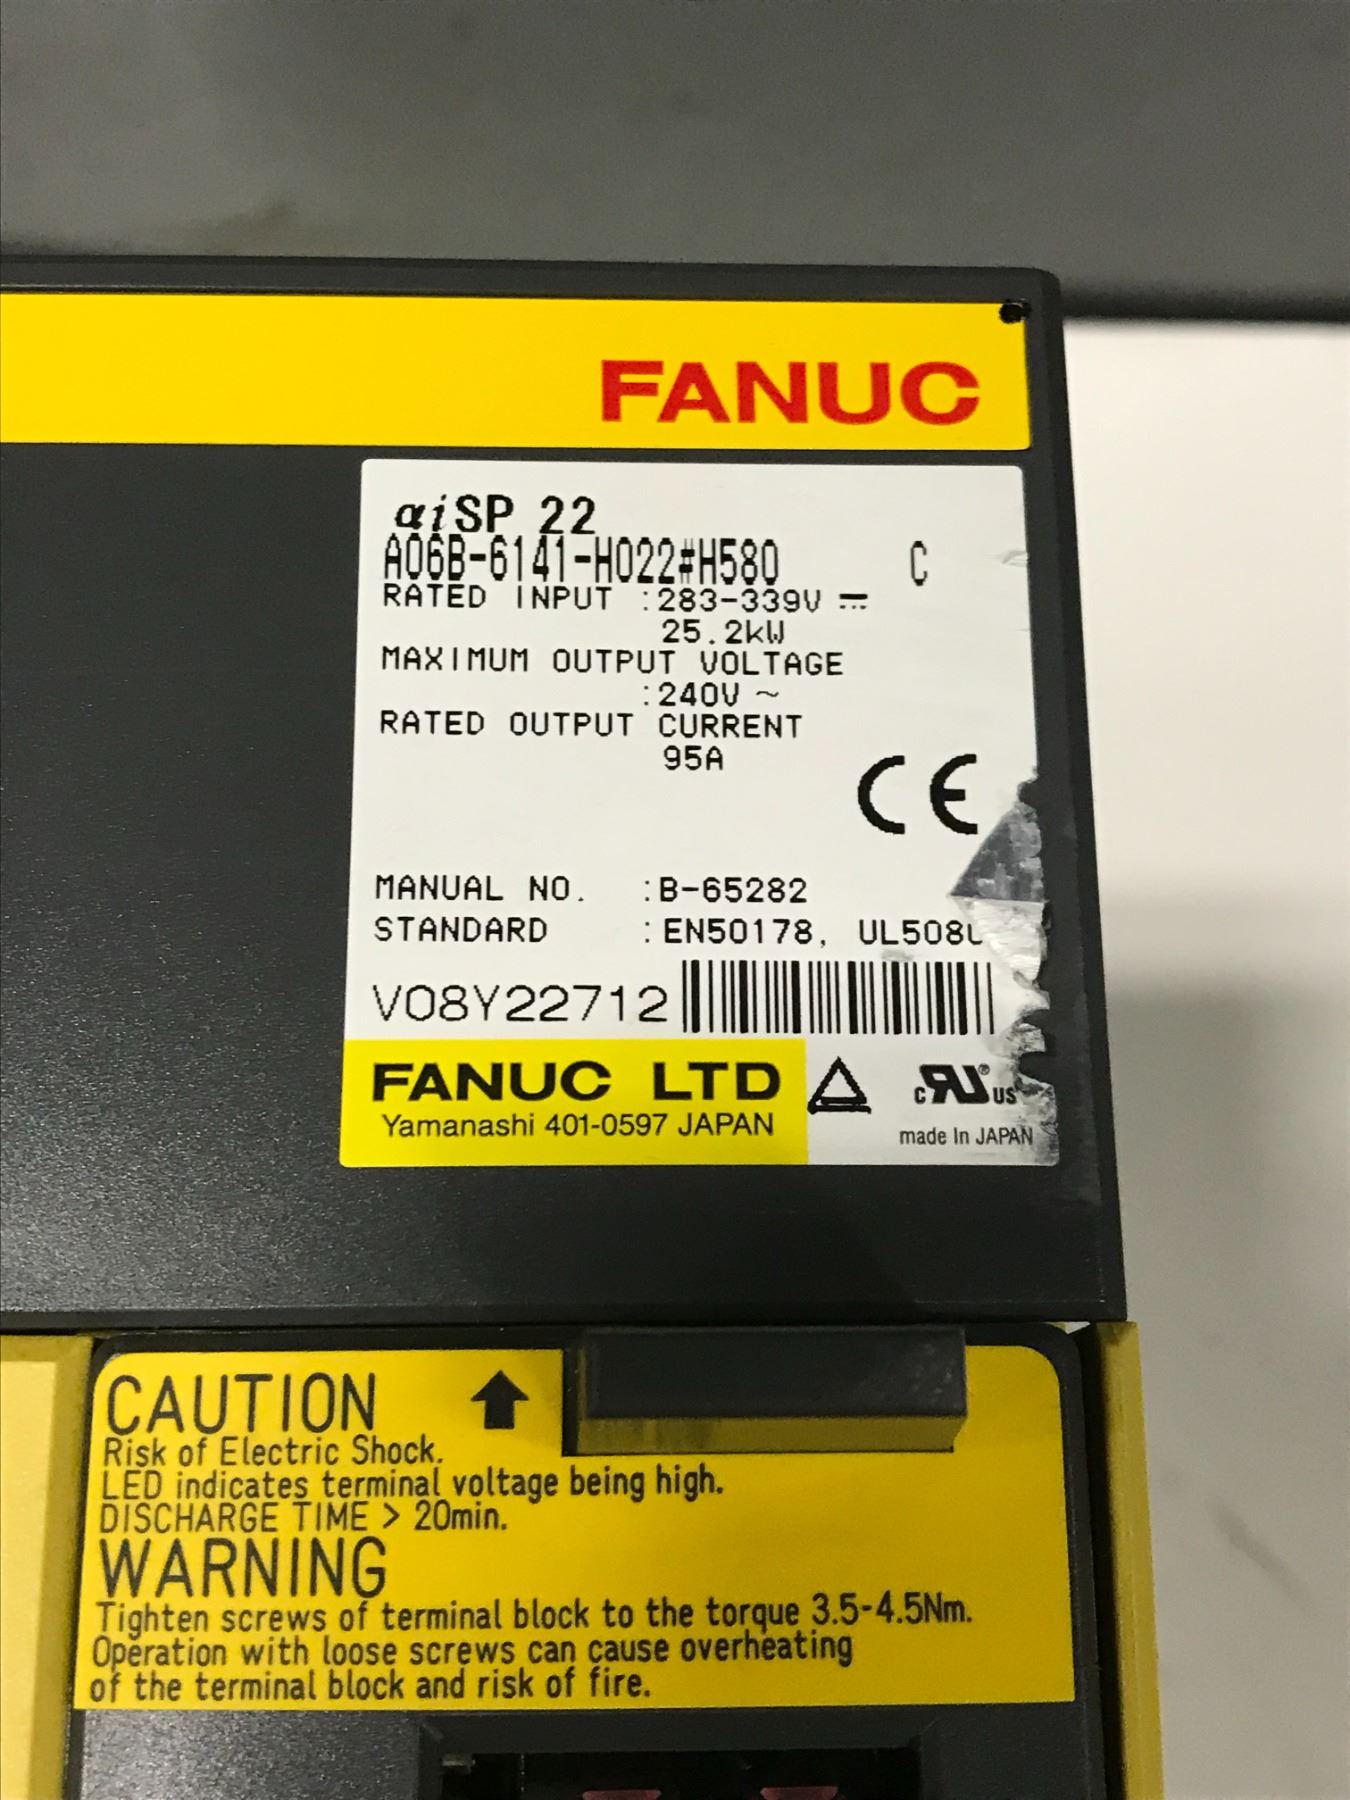 FANUC
αiSP 22
A06B-6141-H022#H580 C
RATED INPUT :283-339V ⎓
25.2kW
MAXIMUM OUTPUT VOLTAGE
:240V ~
RATED OUTPUT CURRENT
95A
CE
MANUAL NO. :B-65282
STANDARD :EN50178,
V08Y22712
FANUC LTD
Yamanashi 401-0597 JAPAN
c RU ® US
made In JAPAN
CAUTION
Risk of Electric Shock.
LED indicates terminal voltage being high.
DISCHARGE TIME > 20min.
WARNING
Tighten screws of terminal block to the torque 3.5-4.5Nm.
Operation with loose screws can cause overheating
of the terminal block and risk of fire.